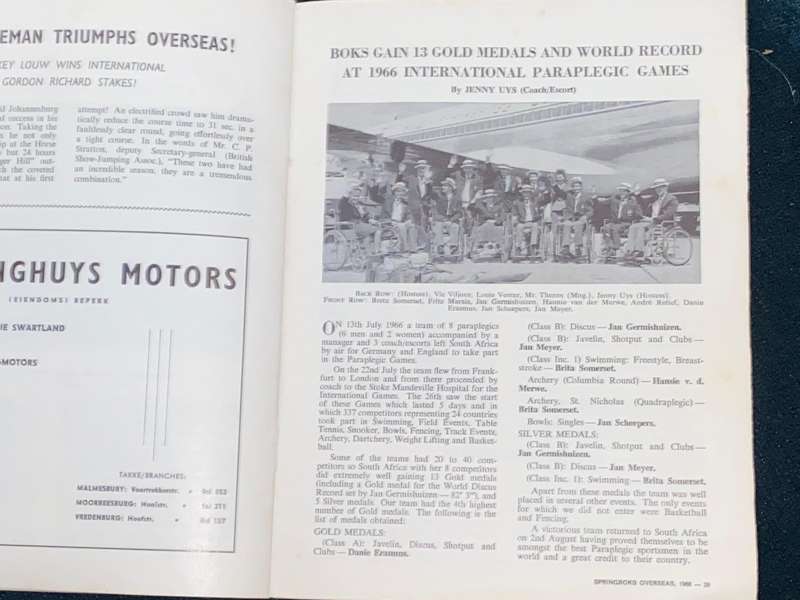 EMAN TRIUMPHS OVERSEAS!
KEY LOUW WINS INTERNATIONAL
GORDON RICHARD STAKES!
il Johannesburg
d success in his
on. Taking the
s he not only
ip at the Horse
but 24 hours
ger Hill" out-
ch the covered
hat at his first
attempt! An electrified crowd saw him drama-
tically reduce the course time to 31 sec. in a
faultlessly clear round, going effortlessly over
a tight course. In the words of Mr. C. P.
Stratton, deputy Secretary-general (British
Show-Jumping Assoc.), "These two have had
an incredible season, they are a tremendous
combination."
NGHUYS MOTORS
(EIENDOMS) BEPERK
IE SWARTLAND
MOTORS
TAKKE/BRANCHES:
MALMESBURY: Voortrekkerstr. • tel 252
MOORREESBURG: Hoofstr. • tel 211
VREDENBURG: Hoofstr. • tel 157
BOKS GAIN 13 GOLD MEDALS AND WORLD RECORD
AT 1966 INTERNATIONAL PARAPLEGIC GAMES
By JENNY UYS (Coach/Escort)
BACK ROW: (Hostess), Vic Viljoen, Louis Venter, Mr. Theron (Mng.), Jenny Uys (Hostess)
FRONT ROW: Brita Somerset, Fritz Marais, Jan Germishuizen, Hannie van der Merwe, André Retief, Danie
Erasmus, Jan Scheepers, Jan Meyer.
ON 13th July 1966 a team of 8 paraplegics
(6 men and 2 women) accompanied by a
manager and 3 coach/escorts left South Africa
by air for Germany and England to take part
in the Paraplegic Games.
On the 22nd July the team flew from Frank-
furt to London and from there proceeded by
coach to the Stoke Mandeville Hospital for the
International Games. The 26th saw the start
of these Games which lasted 5 days and in
which 337 competitors representing 24 countries
took part in Swimming, Field Events, Table
Tennis, Snooker, Bowls, Fencing, Track Events,
Archery, Dartchery, Weight Lifting and Basket-
ball.
Some of the teams had 20 to 40 com-
petitors so South Africa with her 8 competitors
did extremely well gaining 13 Gold medals
(including a Gold medal for the World Discus
Record set by Jan Germishuizen — 82' 3"), and
5 Silver medals. Our team had the 4th highest
number of Gold medals. The following is the
list of medals obtained:
GOLD MEDALS:
(Class A): Javelin, Discus, Shotput and
Clubs — Danie Erasmus.
(Class B): Discus — Jan Germishuizen.
(Class B): Javelin, Shotput and Clubs —
Jan Meyer.
(Class Inc. 1) Swimming: Freestyle, Breast-
stroke — Brita Somerset.
Archery (Columbia Round) — Hansie v. d.
Merwe.
Archery, St. Nicholas (Quadraplegic) —
Brita Somerset.
Bowls: Singles — Jan Scheepers.
SILVER MEDALS:
(Class B): Javelin, Shotput and Clubs —
Jan Germishuizen.
(Class B): Discus — Jan Meyer.
(Class Inc. 1): Swimming — Brita Somerset.
Apart from these medals the team was well
placed in several other events. The only events
for which we did not enter were Basketball
and Fencing.
A victorious team returned to South Africa
on 2nd August having proved themselves to be
amongst the best Paraplegic sportsmen in the
world and a great credit to their country.
SPRINGBOKS OVERSEAS, 1966 —